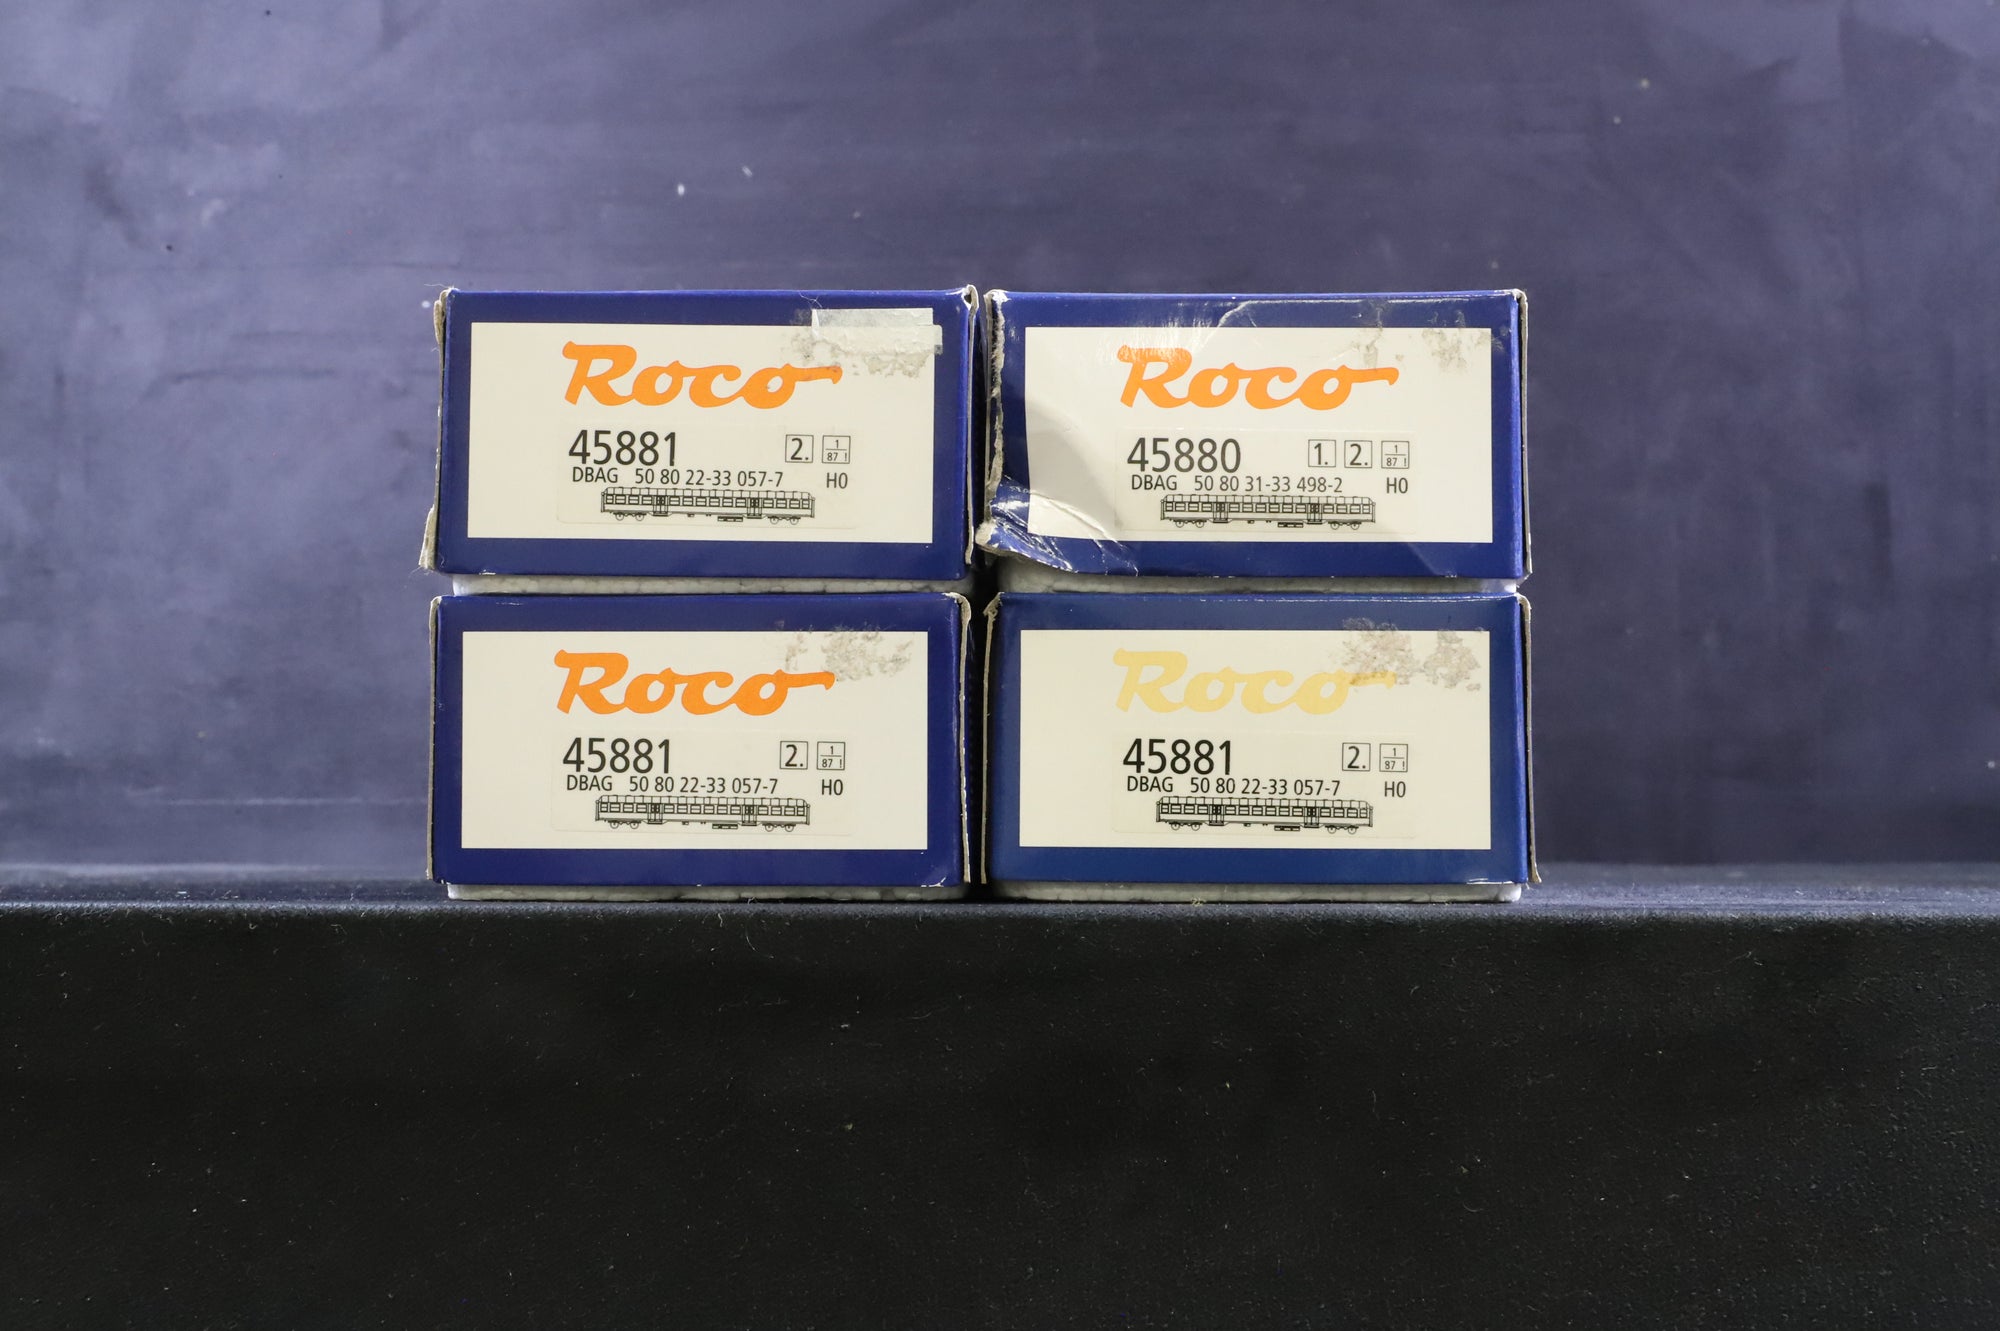 Roco
45881 2. 1/87 !
DBAG 50 80 22-33 057-7 H0
Roco
45880 1. 2. 1/87 !
DBAG 50 80 31-33 498-2 H0
Roco
45881 2. 1/87 !
DBAG 50 80 22-33 057-7 H0
Roco
45881 2. 1/87 !
DBAG 50 80 22-33 057-7 H0